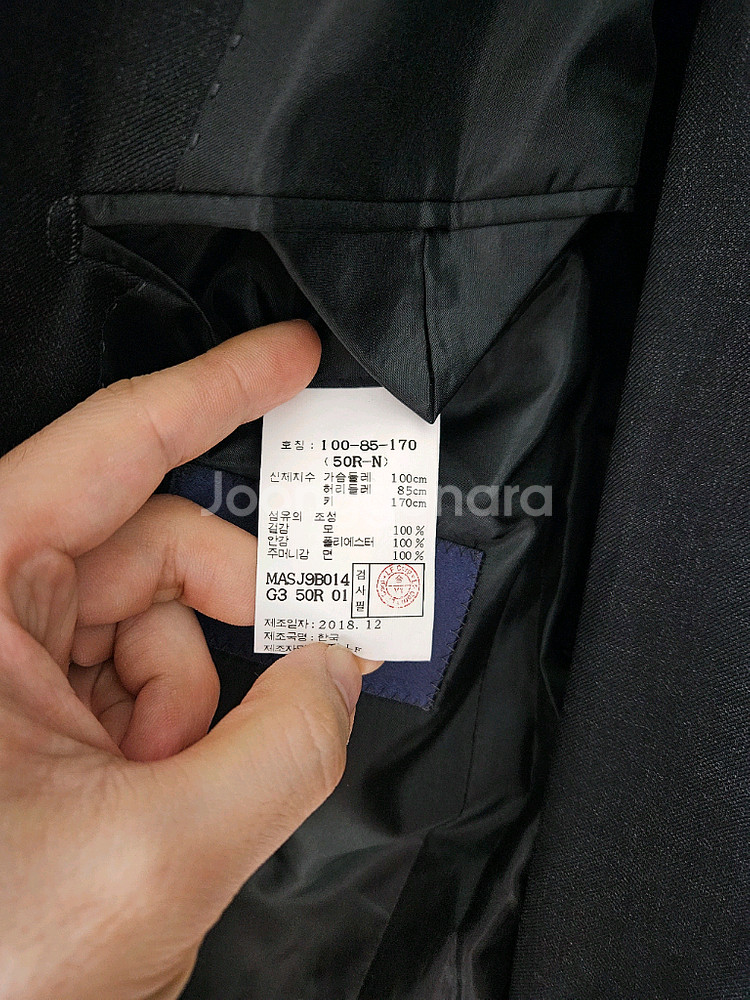 호칭 : 100-85-170
(50R-N)
신체치수 가슴둘레 100cm
허리둘레 85cm
키 170cm
섬유의 조성
겉감 모 100%
안감 폴리에스터 100%
주머니감 면 100%
MASJ9B014
G3 50R 01
검사필
제조일자 : 2018. 12
제조국명 : 한국